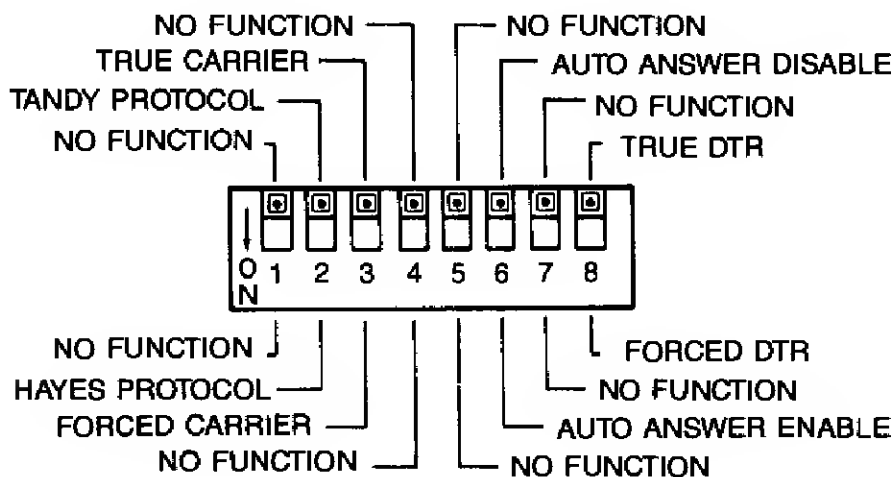 NO FUNCTION
NO FUNCTION
TRUE CARRIER
AUTO ANSWER DISABLE
TANDY PROTOCOL
NO FUNCTION
NO FUNCTION
TRUE DTR
ON
1 2 3 4 5 6 7 8
NO FUNCTION
FORCED DTR
HAYES PROTOCOL
NO FUNCTION
FORCED CARRIER
AUTO ANSWER ENABLE
NO FUNCTION
NO FUNCTION